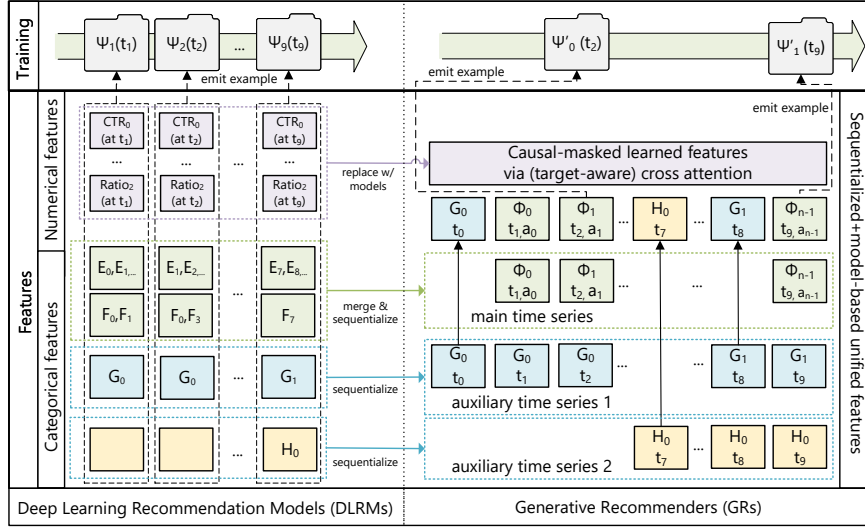 Training
Ψ1(t1)
Ψ2(t2)
...
Ψ9(t9)
Ψ'0 (t2)
Ψ'1 (t9)
emit example
emit example
emit example
Features
Numerical features
CTR0
(at t1)
CTR0
(at t2)
CTR0
(at t9)
...
...
...
...
Ratio2
(at t1)
Ratio2
(at t2)
Ratio2
(at t9)
replace w/
models
Causal-masked learned features
via (target-aware) cross attention
G0
t0
Φ0
t1,a0
Φ1
t2, a1
...
H0
t7
...
G1
t8
Φn-1
t9, an-1
Categorical features
E0,E1,...
E1,E2,...
E7,E8,...
...
F0,F1
F0,F3
F7
merge &
sequentialize
Φ0
t1,a0
Φ1
t2, a1
...
...
Φn-1
t9, an-1
main time series
G0
G0
...
G1
sequentialize
G0
t0
G0
t1
G0
t2
...
G1
t8
G1
t9
auxiliary time series 1
...
H0
sequentialize
H0
t7
...
H0
t8
H0
t9
auxiliary time series 2
Sequentialized+model-based unified features
Deep Learning Recommendation Models (DLRMs)
Generative Recommenders (GRs)